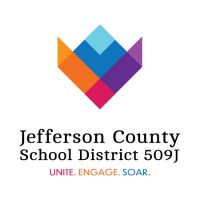 Jefferson County
School District 509J
UNITE. ENGAGE. SOAR.